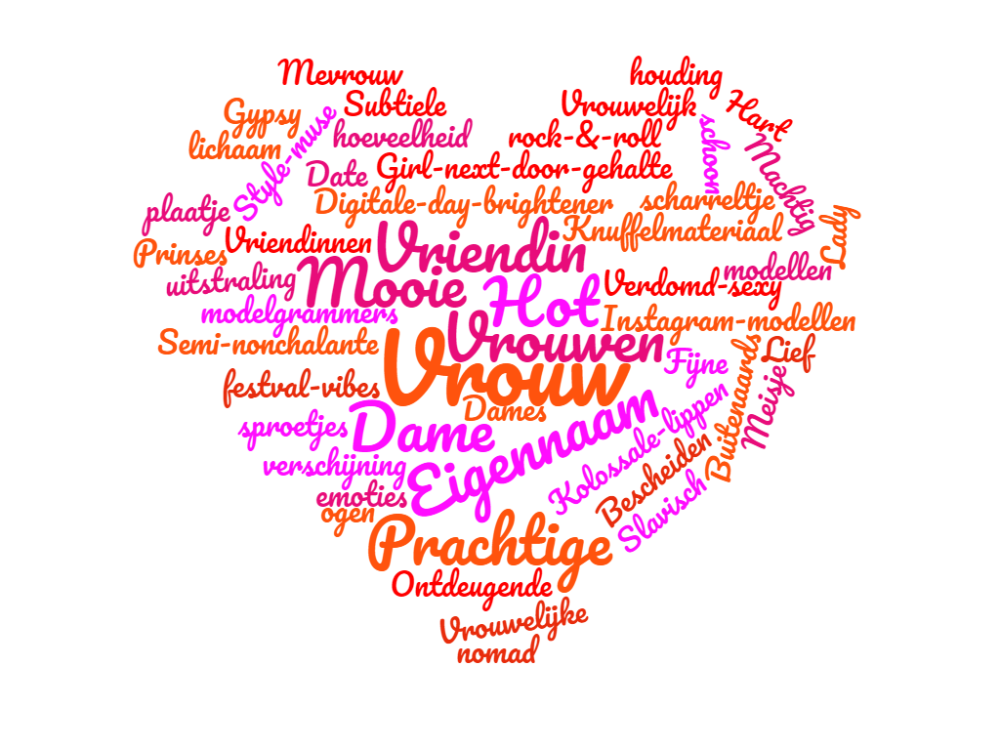 Mevrouw
houding
Gypsy
Subtiele
Vrouwelijk
Hart
lichaam
Style-muse
hoeveelheid
rock-&-roll
schoon
Machtig
Date
Girl-next-door-gehalte
plaatje
Digitale-day-brightener
scharreltje
Lady
Prinses
Vriendinnen
Vriendin
Knuffelmateriaal
uitstraling
Mooie
Hot
Verdomd-sexy
modellen
modelgrammers
Vrouwen
Instagram-modellen
Semi-nonchalante
Vrouw
Fijne
Lief
festval-vibes
Dames
Buitenaards
Meisje
sproetjes
Dame
Eigennaam
Kolossale-lippen
verschijning
Bescheiden
emoties
Slavisch
ogen
Prachtige
Ontdeugende
Vrouwelijke
nomad